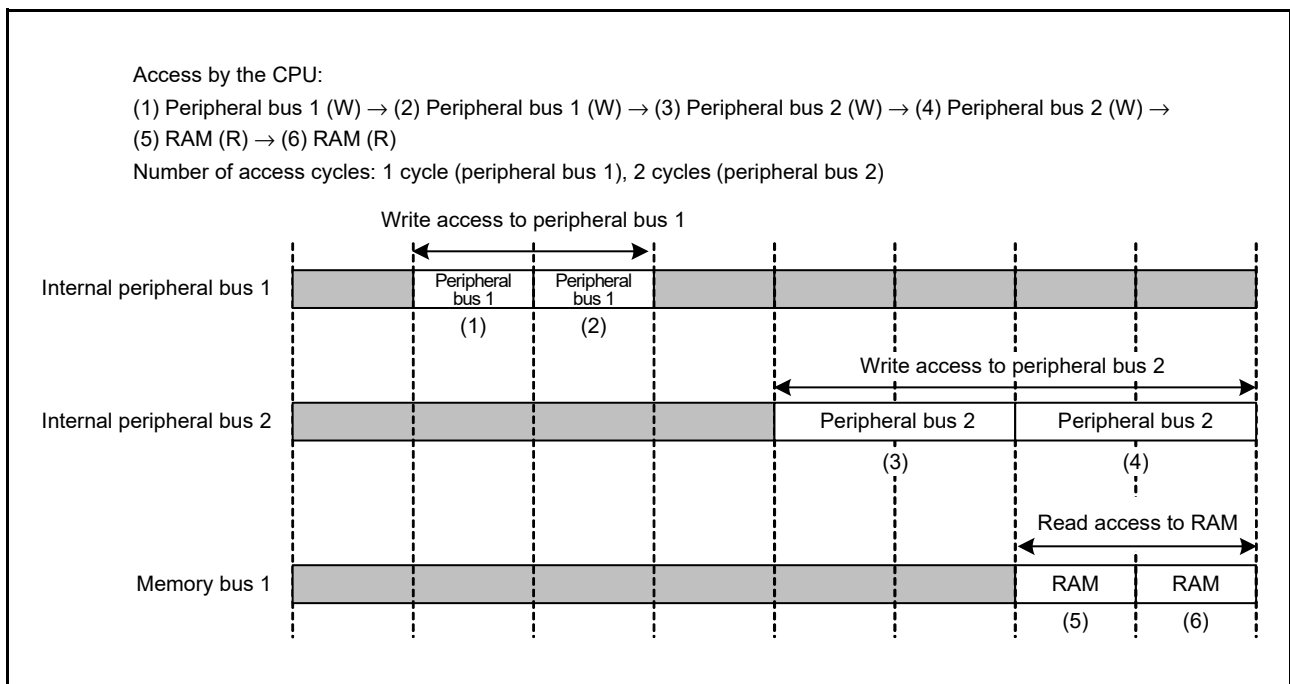 Access by the CPU:
(1) Peripheral bus 1 (W) → (2) Peripheral bus 1 (W) → (3) Peripheral bus 2 (W) → (4) Peripheral bus 2 (W) →
(5) RAM (R) → (6) RAM (R)
Number of access cycles: 1 cycle (peripheral bus 1), 2 cycles (peripheral bus 2)
Write access to peripheral bus 1
Internal peripheral bus 1
Peripheral
bus 1
Peripheral
bus 1
(1)
(2)
Write access to peripheral bus 2
Internal peripheral bus 2
Peripheral bus 2
Peripheral bus 2
(3)
(4)
Read access to RAM
Memory bus 1
RAM
RAM
(5)
(6)